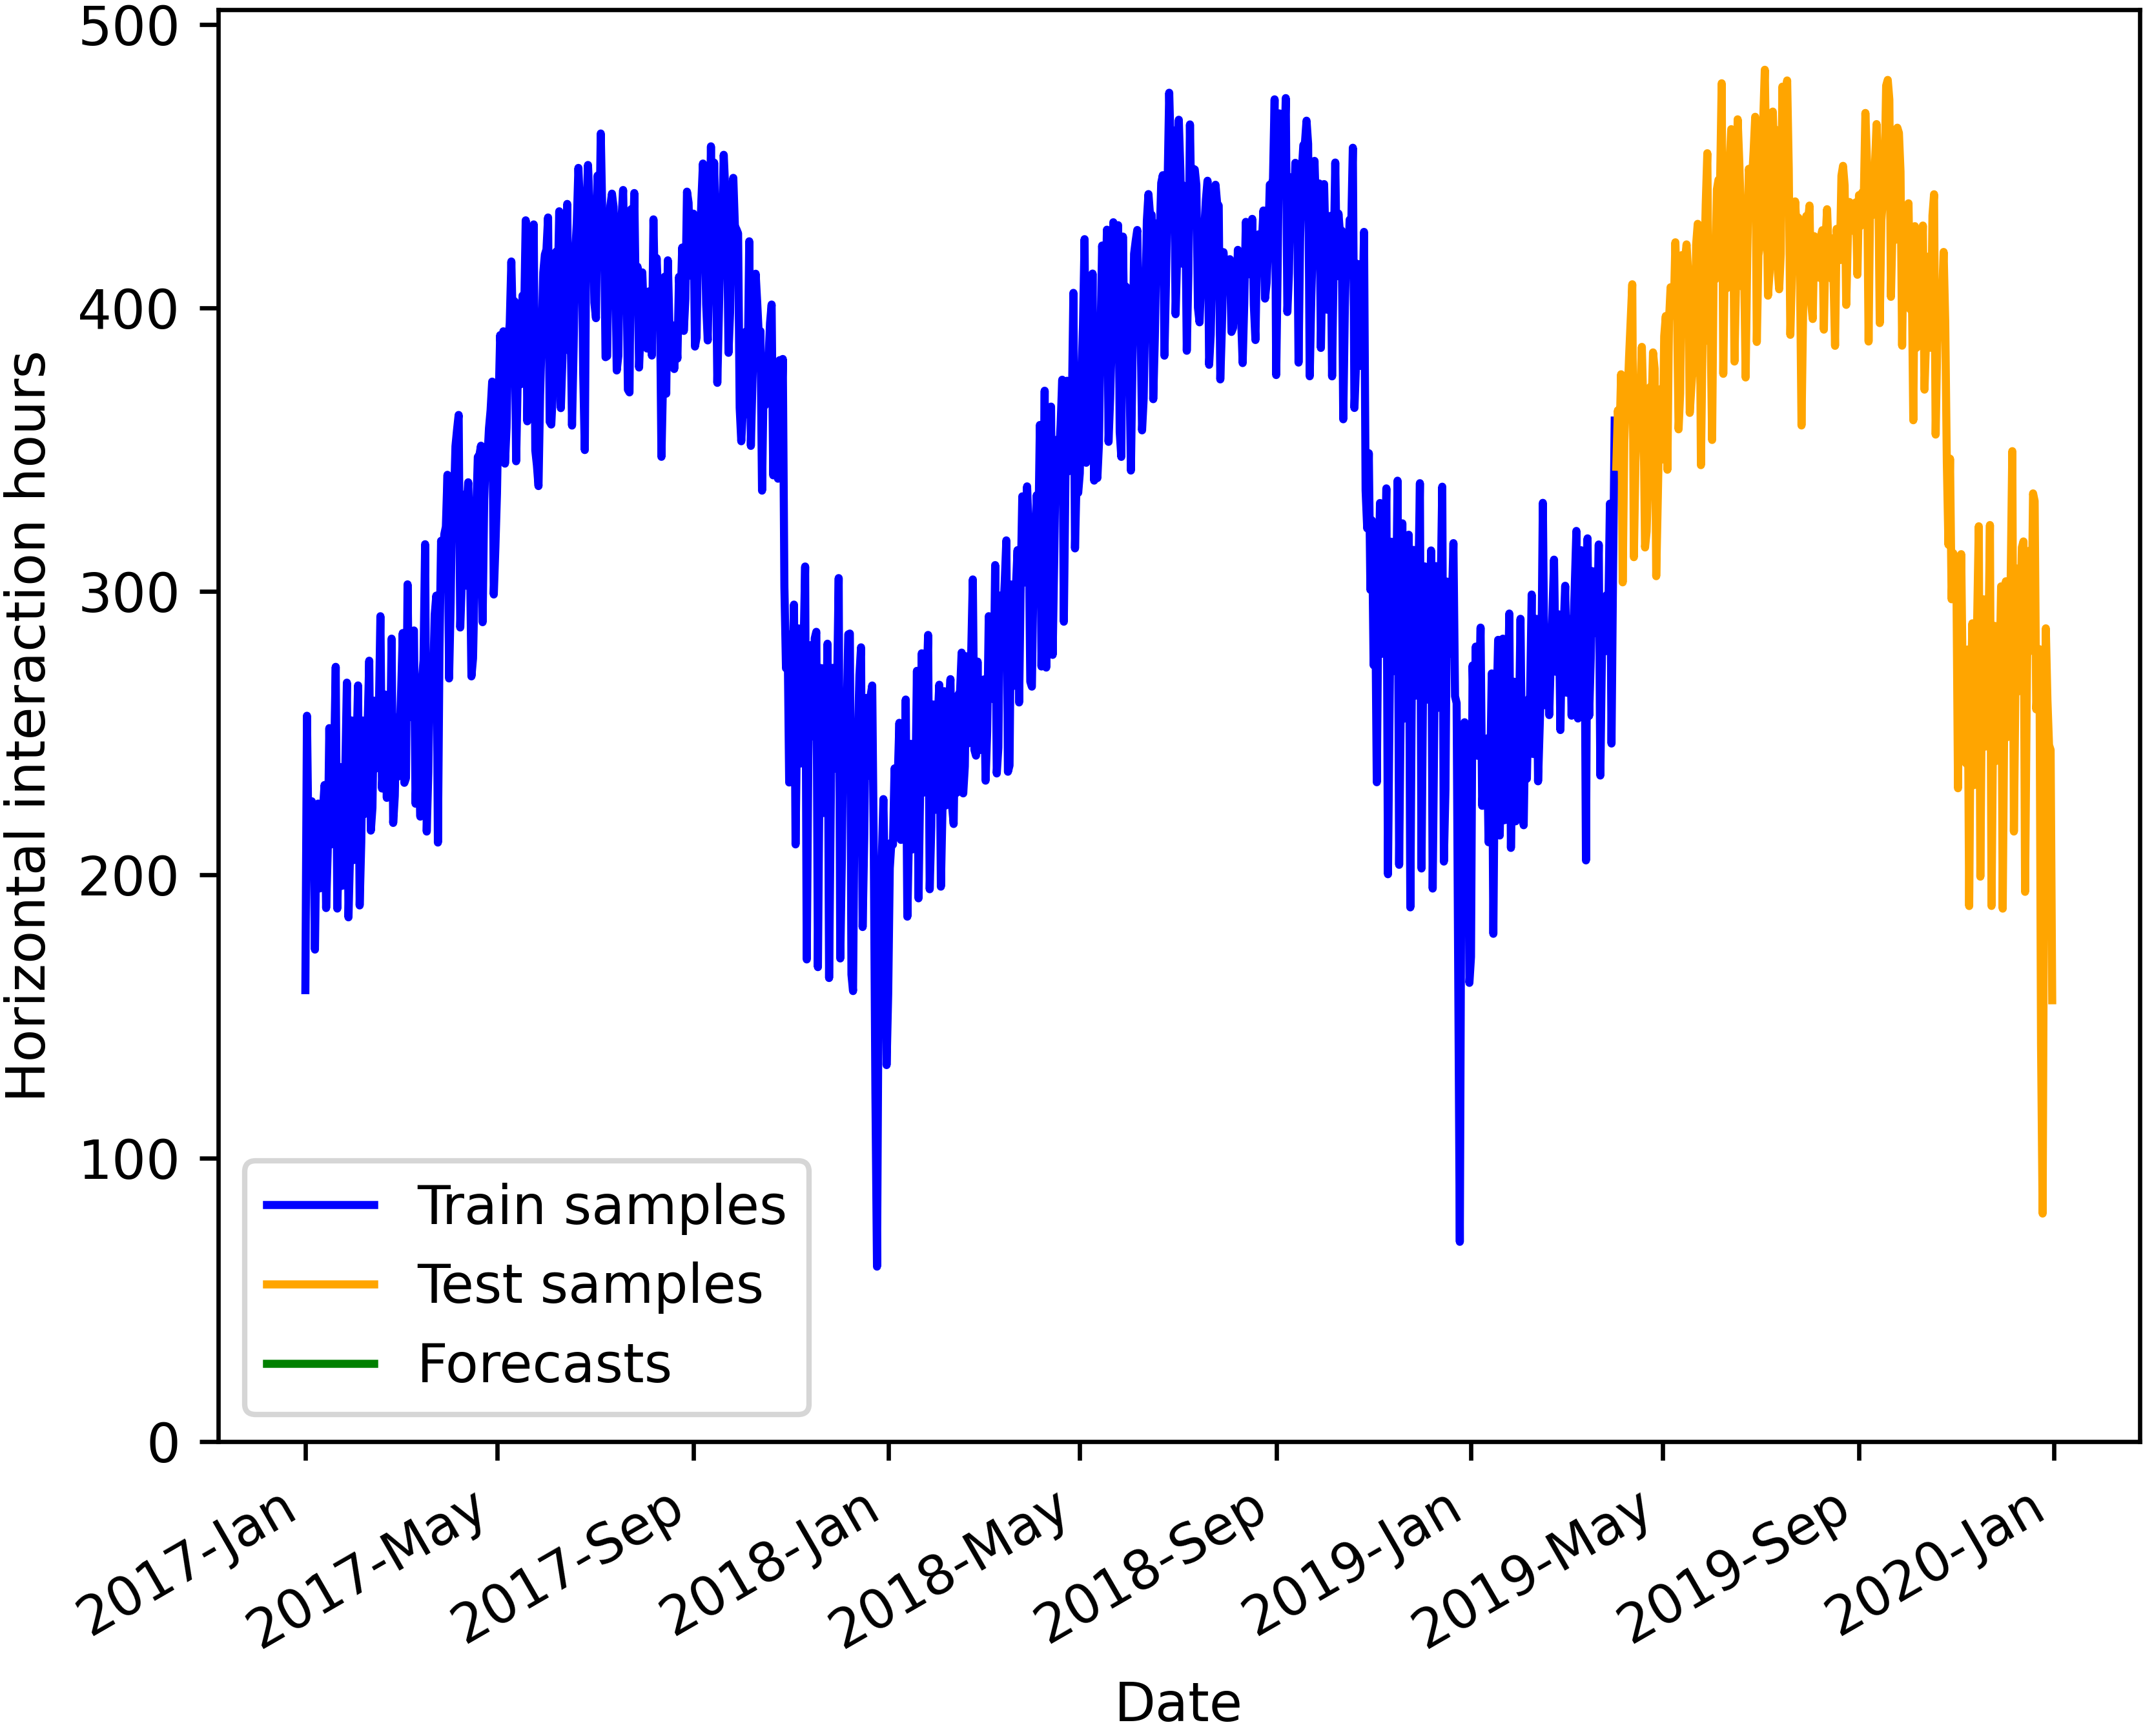 500
400
300
200
100
0
Horizontal interaction hours
Train samples
Test samples
Forecasts
2017-Jan
2017-May
2017-Sep
2018-Jan
2018-May
2018-Sep
2019-Jan
2019-May
2019-Sep
2020-Jan
Date